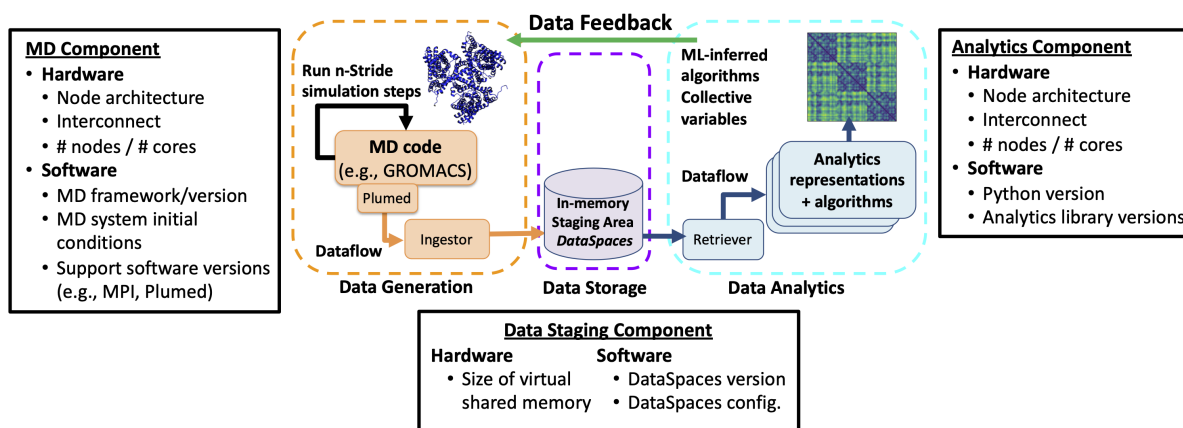 MD Component
• Hardware
• Node architecture
• Interconnect
• # nodes / # cores
• Software
• MD framework/version
• MD system initial
conditions
• Support software versions
(e.g., MPI, Plumed)
Data Feedback
Run n-Stride
simulation steps
MD code
(e.g., GROMACS)
Plumed
Dataflow
Ingestor
Data Generation
In-memory
Staging Area
DataSpaces
Data Storage
ML-inferred
algorithms
Collective
variables
Dataflow
Retriever
Analytics
representations
+ algorithms
Data Analytics
Analytics Component
• Hardware
• Node architecture
• Interconnect
• # nodes / # cores
• Software
• Python version
• Analytics library versions
Data Staging Component
Hardware
• Size of virtual
shared memory
Software
• DataSpaces version
• DataSpaces config.